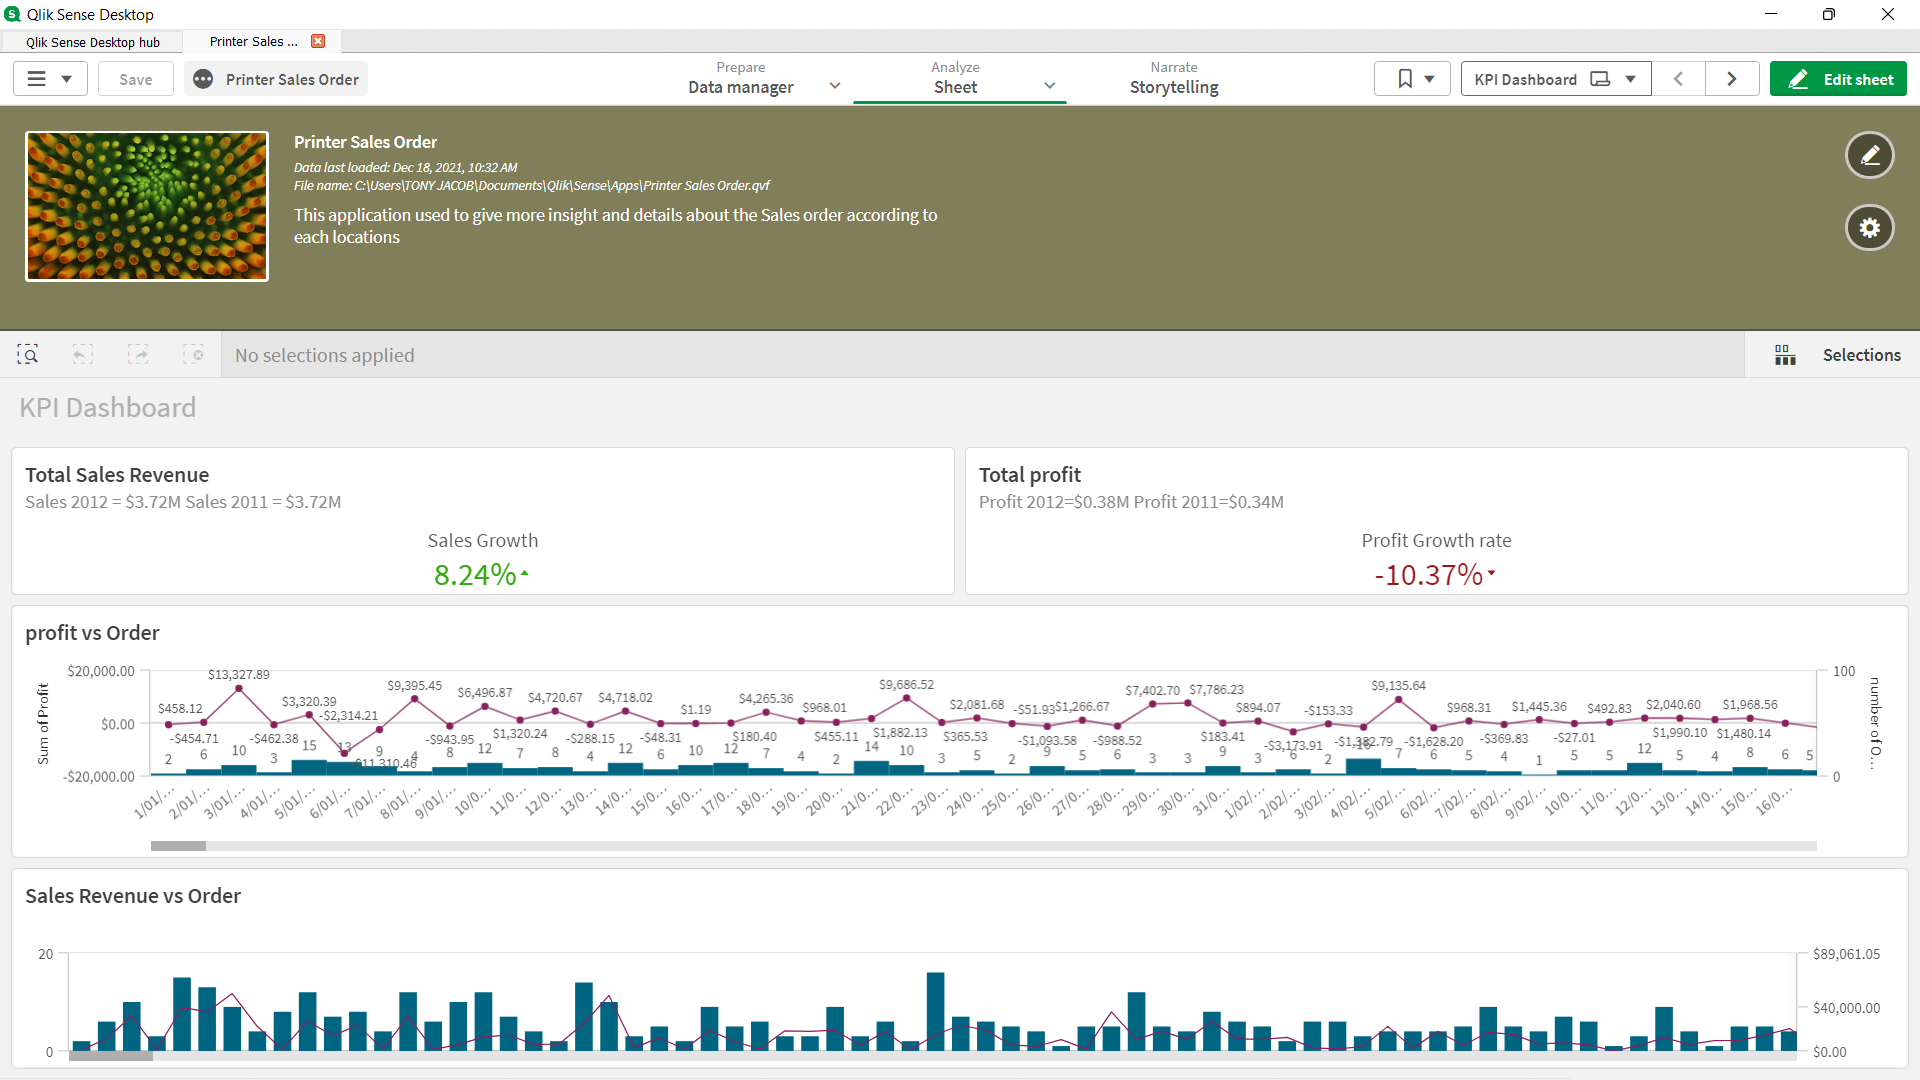 Qlik Sense Desktop
Qlik Sense Desktop hub
Printer Sales ...
Save
Printer Sales Order
Prepare
Data manager
Analyze
Sheet
Narrate
Storytelling
KPI Dashboard
Edit sheet
Printer Sales Order
Data last loaded: Dec 18, 2021, 10:32 AM
File name: C:\Users\TONY JACOB\Documents\Qlik\Sense\Apps\Printer Sales Order.qvf
This application used to give more insight and details about the Sales order according to
each locations
No selections applied
Selections
KPI Dashboard
Total Sales Revenue
Sales 2012 = $3.72M Sales 2011 = $3.72M
Sales Growth
8.24%
Total profit
Profit 2012=$0.38M Profit 2011=$0.34M
Profit Growth rate
-10.37%
profit vs Order
Sum of Profit
$20,000.00
$0.00
-$20,000.00
$458.12 -$454.71 $13,327.89 -$462.38 $3,320.39 -$2,314.21 -$11,310.46 $9,395.45 -$943.95 $6,496.87 $1,320.24 $4,720.67 -$288.15 $4,718.02 -$48.31 $1.19 $180.40 $4,265.36 $968.01 $455.11 $1,882.13 $9,686.52 $365.53 $2,081.68 -$51.93 -$1,093.58 $1,266.67 -$988.52 $7,402.70 $7,786.23 $183.41 $894.07 -$3,173.91 -$153.33 -$1,382.79 $9,135.64 -$1,628.20 $968.31 -$369.83 $1,445.36 -$27.01 $492.83 $2,040.60 $1,990.10 $1,480.14 $1,968.56
2 6 10 3 15 13 9 4 8 12 7 8 4 12 6 10 12 7 4 2 14 10 3 5 2 9 5 6 3 3 9 3 6 2 16 7 6 5 4 1 5 5 12 5 4 8 6 5
1/01/... 2/01/... 3/01/... 4/01/... 5/01/... 6/01/... 7/01/... 8/01/... 9/01/... 10/0... 11/0... 12/0... 13/0... 14/0... 15/0... 16/0... 17/0... 18/0... 19/0... 20/0... 21/0... 22/0... 23/0... 24/0... 25/0... 26/0... 27/0... 28/0... 29/0... 30/0... 31/0... 1/02/... 2/02/... 3/02/... 4/02/... 5/02/... 6/02/... 7/02/... 8/02/... 9/02/... 10/0... 11/0... 12/0... 13/0... 14/0... 15/0... 16/0...
100
0
number of O...
Sales Revenue vs Order
20
0
$89,061.05
$40,000.00
$0.00